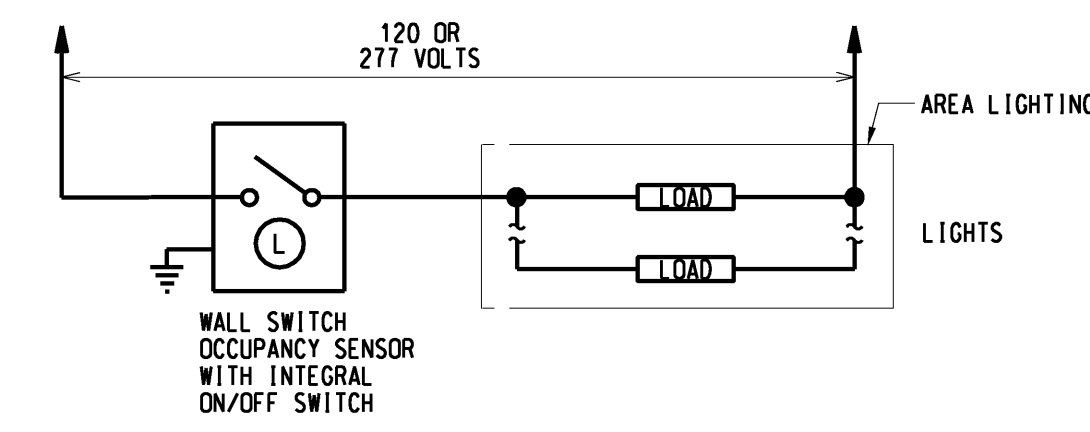 120 OR
277 VOLTS
AREA LIGHTING
LOAD
LIGHTS
L
LOAD
WALL SWITCH
OCCUPANCY SENSOR
WITH INTEGRAL
ON/OFF SWITCH